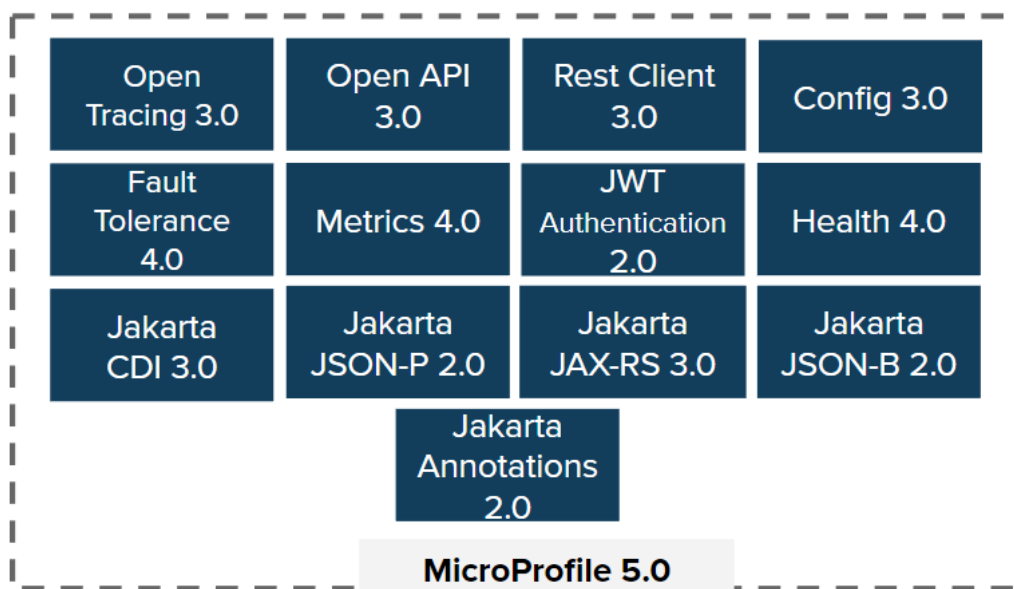 Open
Tracing 3.0
Open API
3.0
Rest Client
3.0
Config 3.0
Fault
Tolerance
4.0
Metrics 4.0
JWT
Authentication
2.0
Health 4.0
Jakarta
CDI 3.0
Jakarta
JSON-P 2.0
Jakarta
JAX-RS 3.0
Jakarta
JSON-B 2.0
Jakarta
Annotations
2.0
MicroProfile 5.0